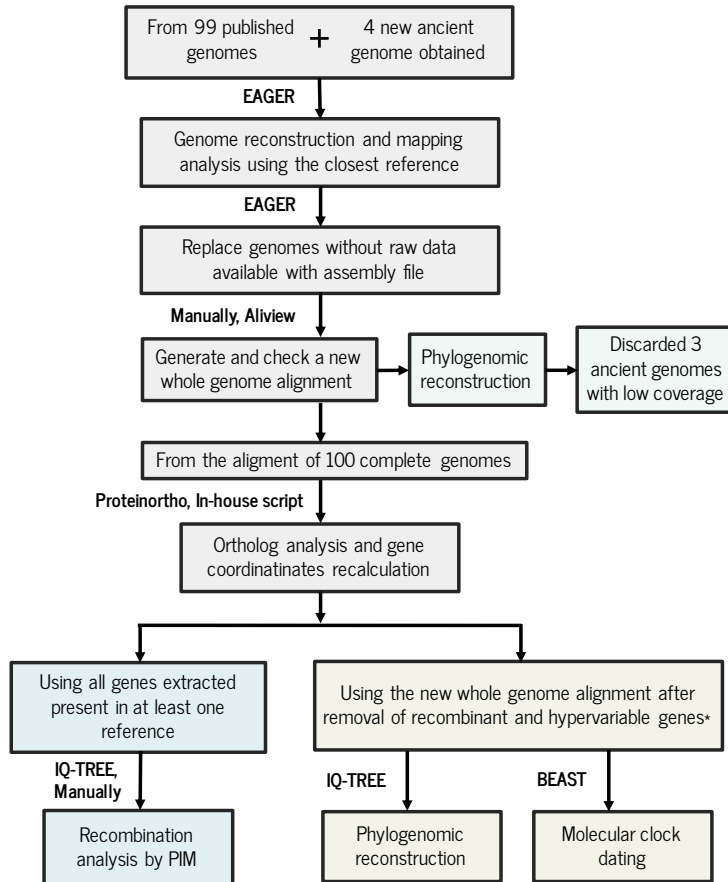 From 99 published
genomes
+
4 new ancient
genome obtained
EAGER
Genome reconstruction and mapping
analysis using the closest reference
EAGER
Replace genomes without raw data
available with assembly file
Manually, Aliview
Generate and check a new
whole genome alignment
Phylogenomic
reconstruction
Discarded 3
ancient genomes
with low coverage
From the aligment of 100 complete genomes
Proteinortho, In-house script
Ortholog analysis and gene
coordinatinates recalculation
Using all genes extracted
present in at least one
reference
Using the new whole genome alignment after
removal of recombinant and hypervariable genes*
IQ-TREE,
Manually
IQ-TREE
BEAST
Recombination
analysis by PIM
Phylogenomic
reconstruction
Molecular clock
dating